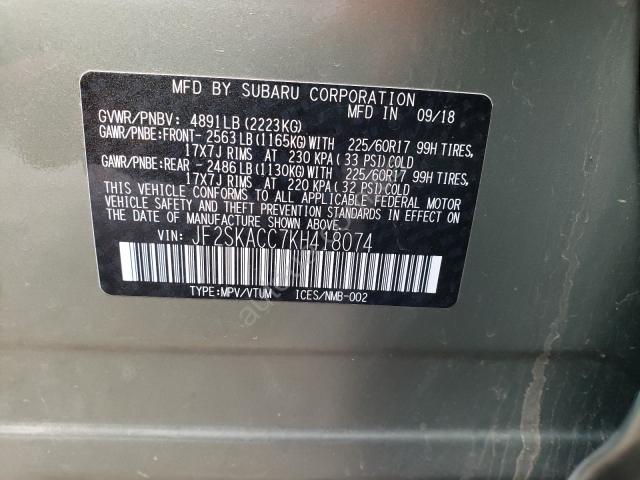 MFD BY SUBARU CORPORATION
MFD IN 09/18
GVWR/PNBV: 4891LB (2223KG)
GAWR/PNBE: FRONT- 2563LB (1165KG) WITH 225/60R17 99H TIRES,
17X7J RIMS AT 230 KPA (33 PSI) COLD
GAWR/PNBE: REAR - 2486LB (1130KG) WITH 225/60R17 99H TIRES,
17X7J RIMS AT 220 KPA (32 PSI) COLD
THIS VEHICLE CONFORMS TO ALL APPLICABLE FEDERAL MOTOR
VEHICLE SAFETY AND THEFT PREVENTION STANDARDS IN EFFECT
ON THE DATE OF MANUFACTURE SHOWN ABOVE.
VIN: JF2SKACC7KH418074
TYPE:MPV/VTUM ICES/NMB-002